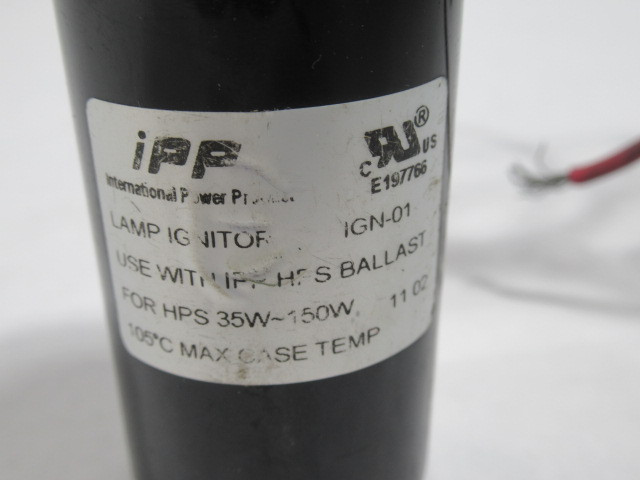 iPP
International Power
C UL US ®
E197766
LAMP IGNITOR IGN-01
USE WITH IPP HPS BALLAST
FOR HPS 35W~150W 11 02
105°C MAX CASE TEMP